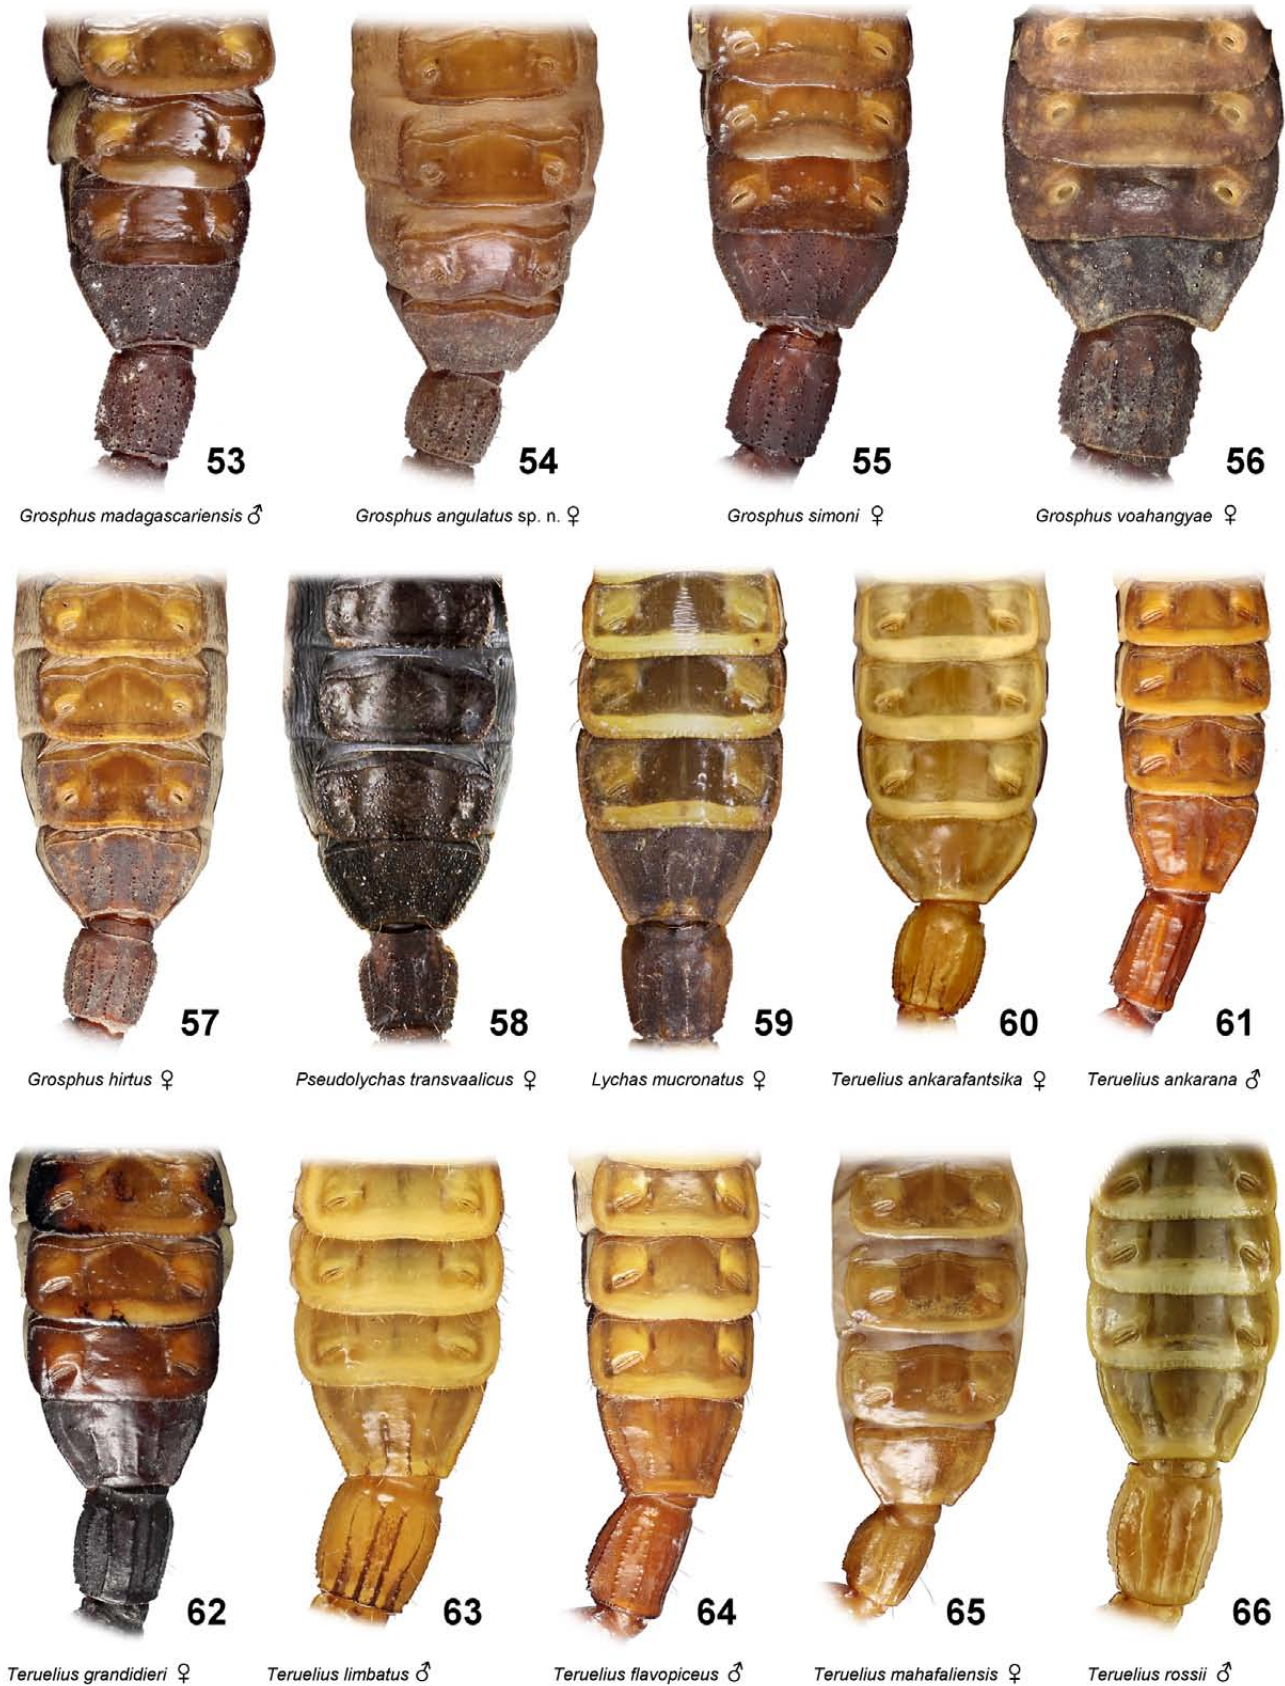 53 54 55 56
Grosphus madagascariensis ♂ Grosphus angulatus sp. n. ♀ Grosphus simoni ♀ Grosphus voahangyae ♀
57 58 59 60 61
Grosphus hirtus ♀ Pseudolychas transvaalicus ♀ Lychas mucronatus ♀ Teruelius ankarafantsika ♀ Teruelius ankarana ♂
62 63 64 65 66
Teruelius grandidieri ♀ Teruelius limbatus ♂ Teruelius flavopiceus ♂ Teruelius mahafaliensis ♀ Teruelius rossii ♂